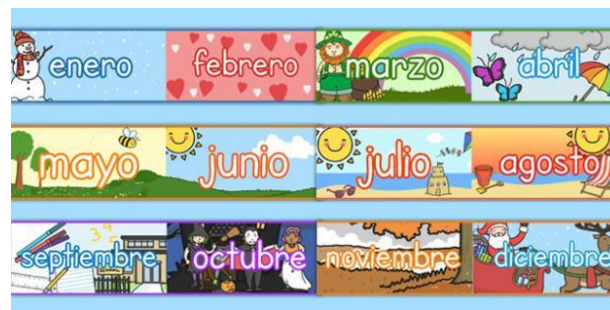 enero febrero marzo abril
mayo junio julio agosto
septiembre octubre noviembre diciembre